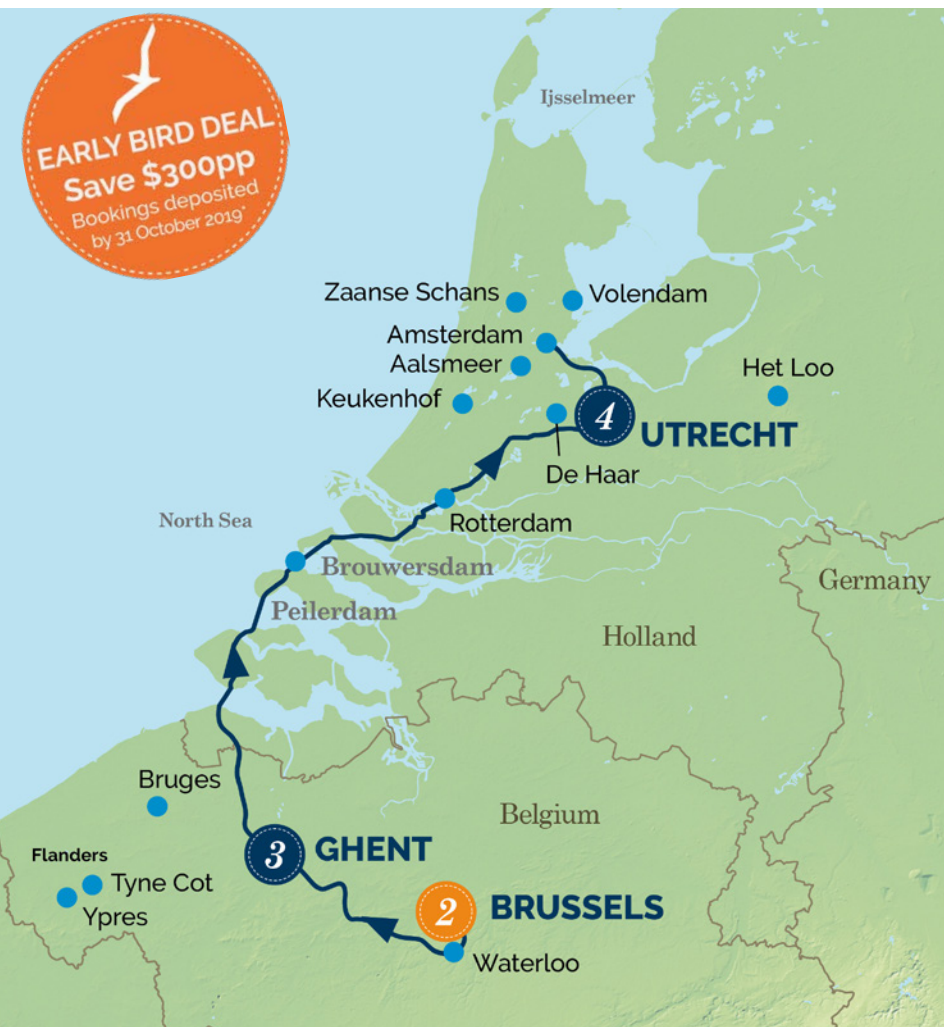 EARLY BIRD DEAL
Save $300pp
Bookings deposited
by 31 October 2019*
Ijsselmeer
Zaanse Schans
Volendam
Amsterdam
Aalsmeer
Het Loo
Keukenhof
4
UTRECHT
De Haar
North Sea
Rotterdam
Brouwersdam
Germany
Peilerdam
Holland
Bruges
Belgium
3
GHENT
Flanders
Tyne Cot
Ypres
2
BRUSSELS
Waterloo